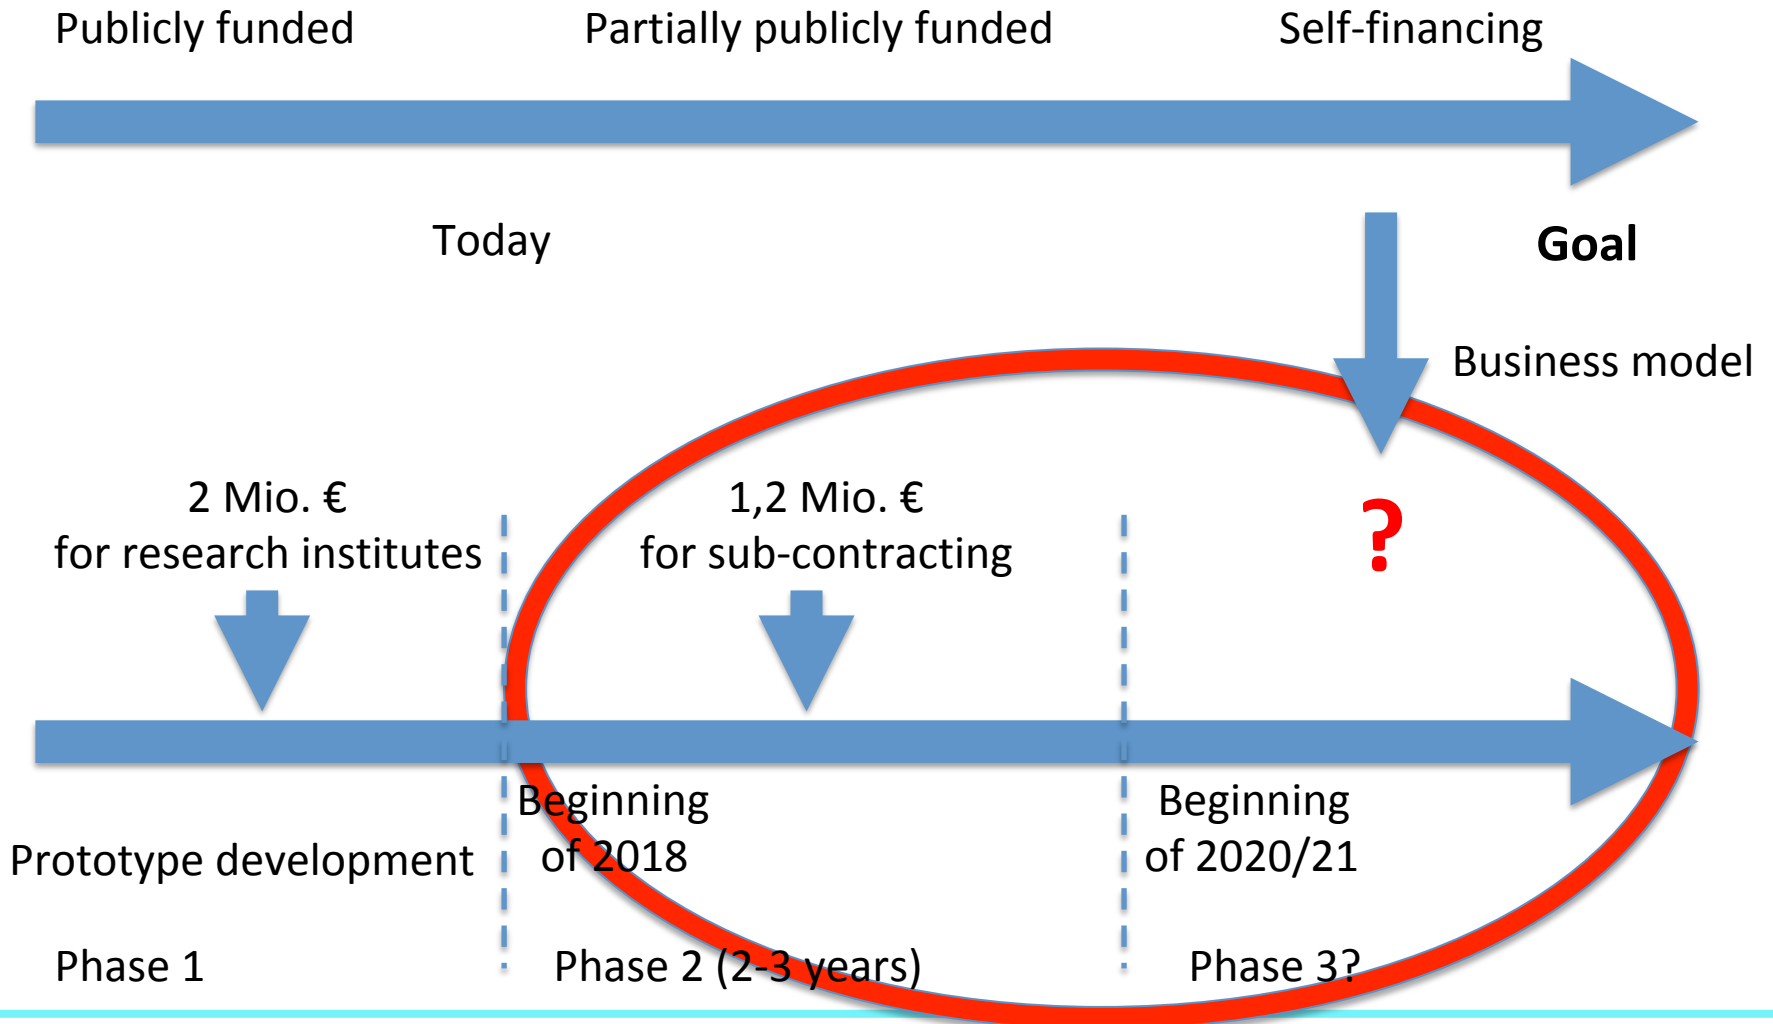 Publicly funded
Partially publicly funded
Self-financing
Today
Goal
Business model
2 Mio. €
for research institutes
1,2 Mio. €
for sub-contracting
?
Beginning
of 2018
Beginning
of 2020/21
Prototype development
Phase 1
Phase 2 (2-3 years)
Phase 3?